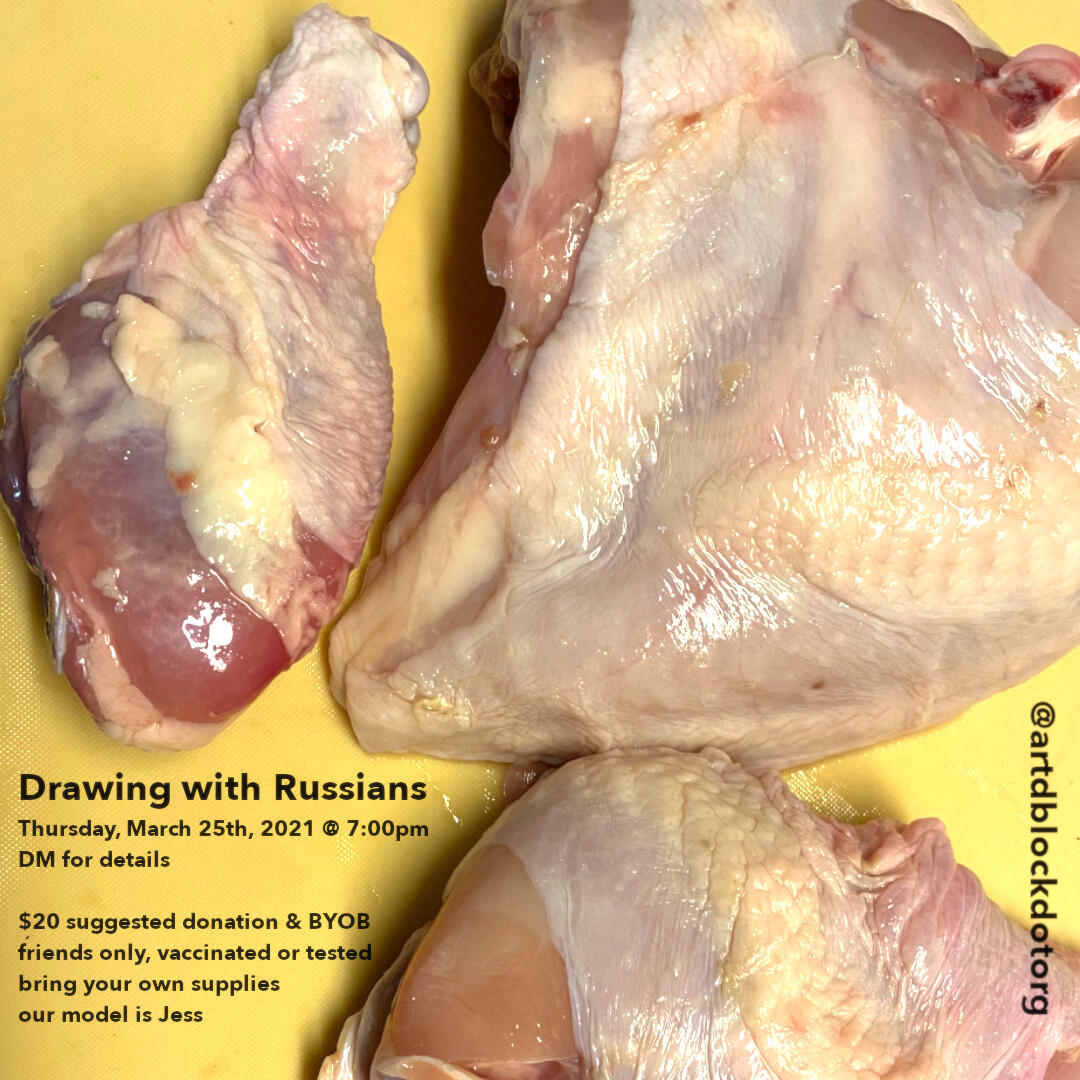 Drawing with Russians
Thursday, March 25th, 2021 @ 7:00pm
DM for details
$20 suggested donation & BYOB
friends only, vaccinated or tested
bring your own supplies
our model is Jess
@artdblockdotorg